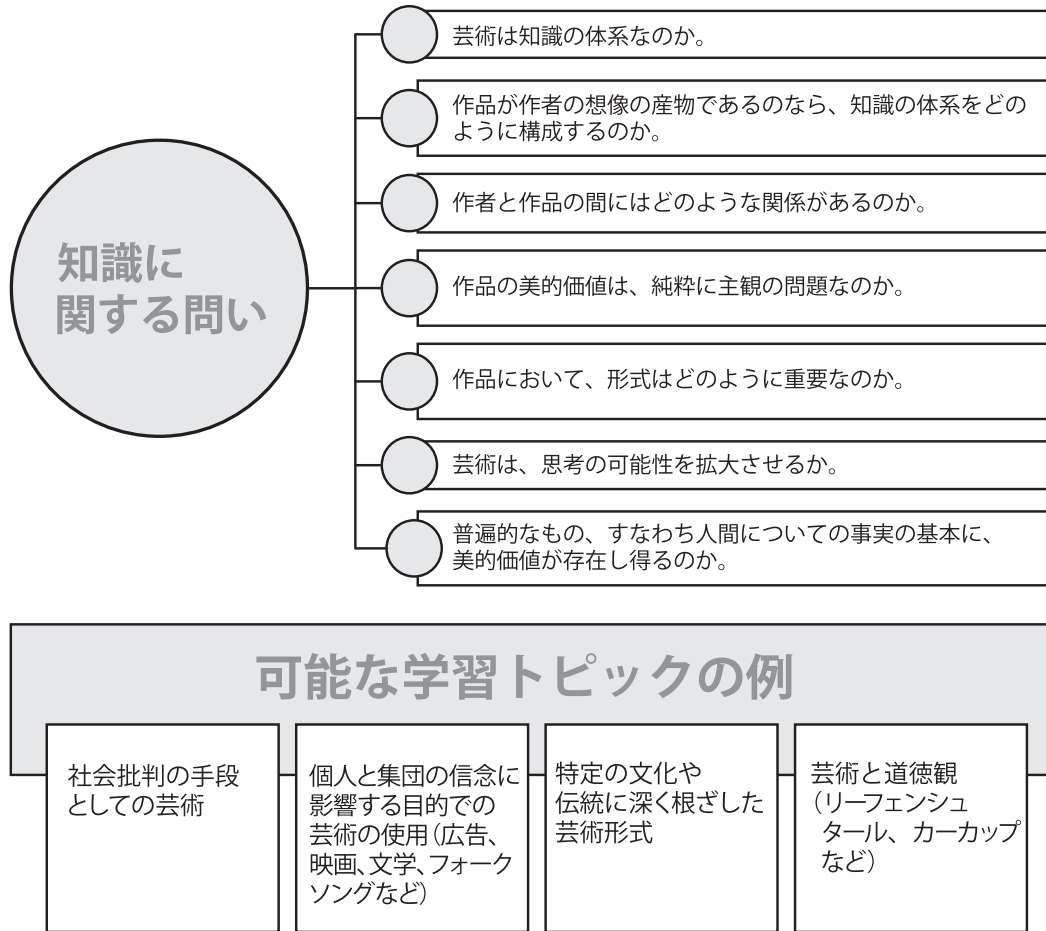 芸術は知識の体系なのか。
作品が作者の想像の産物であるのなら、知識の体系をどの
ように構成するのか。
作者と作品の間にはどのような関係があるのか。
知識に
関する問い
作品の美的価値は、純粋に主観の問題なのか。
作品において、形式はどのように重要なのか。
芸術は、思考の可能性を拡大させるか。
普遍的なもの、すなわち人間についての事実の基本に、
美的価値が存在し得るのか。
可能な学習トピックの例
社会批判の手段
としての芸術
個人と集団の信念に
影響する目的での
芸術の使用（広告、
映画、文学、フォーク
ソングなど）
特定の文化や
伝統に深く根ざした
芸術形式
芸術と道徳観
（リーフェンシュ
タール、カーカップ
など）